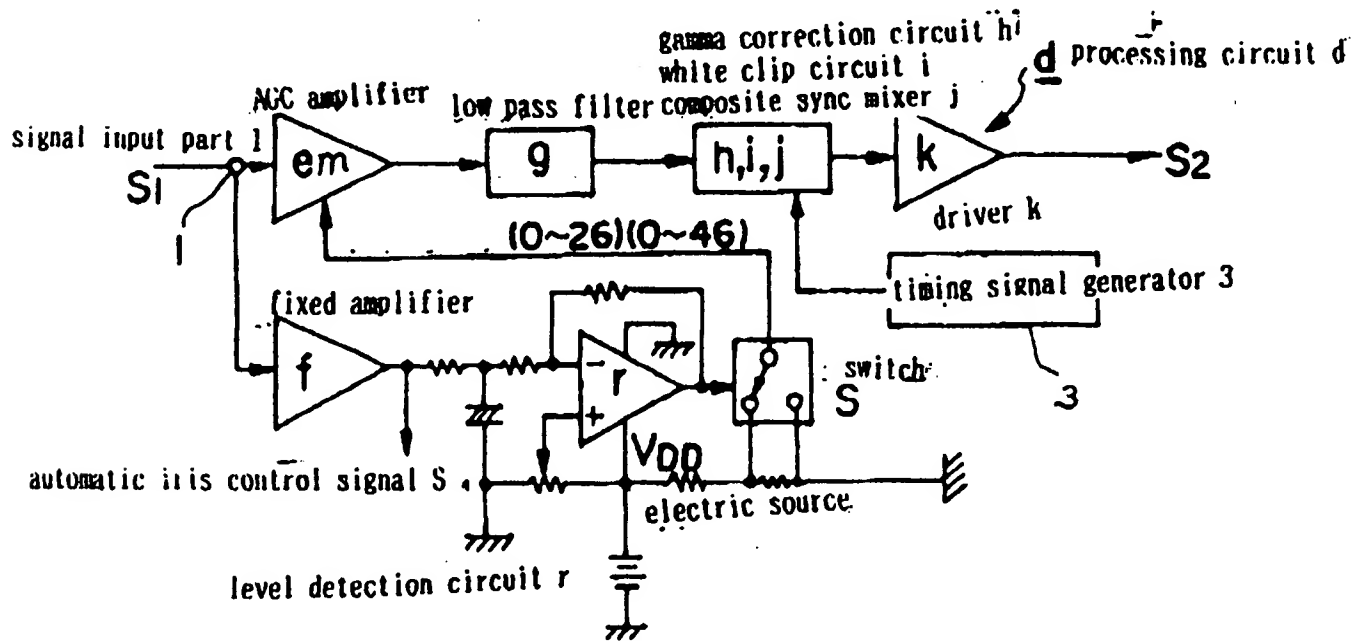 gamma correction circuit h
white clip circuit i
composite sync mixer j
d processing circuit d
AGC amplifier
low pass filter
signal input part 1
S1
em
g
h,i,j
k
S2
1
driver k
(0~26)(0~46)
timing signal generator 3
fixed amplifier
f
-
+
r
switch
S
3
VDD
automatic iris control signal S
electric source
level detection circuit r